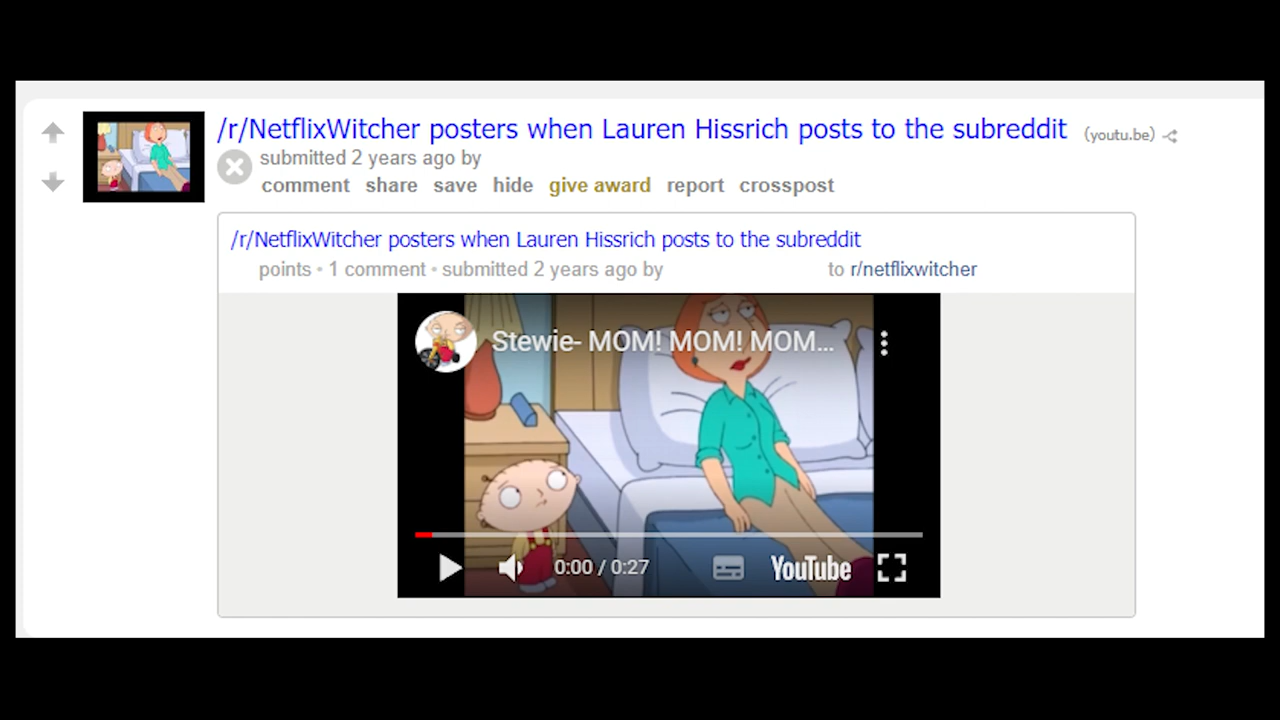 /r/NetflixWitcher posters when Lauren Hissrich posts to the subreddit (youtu.be)
submitted 2 years ago by
comment share save hide give award report crosspost
/r/NetflixWitcher posters when Lauren Hissrich posts to the subreddit
points • 1 comment • submitted 2 years ago by to r/netflixwitcher
Stewie- MOM! MOM! MOM...
0:00 / 0:27 YouTube